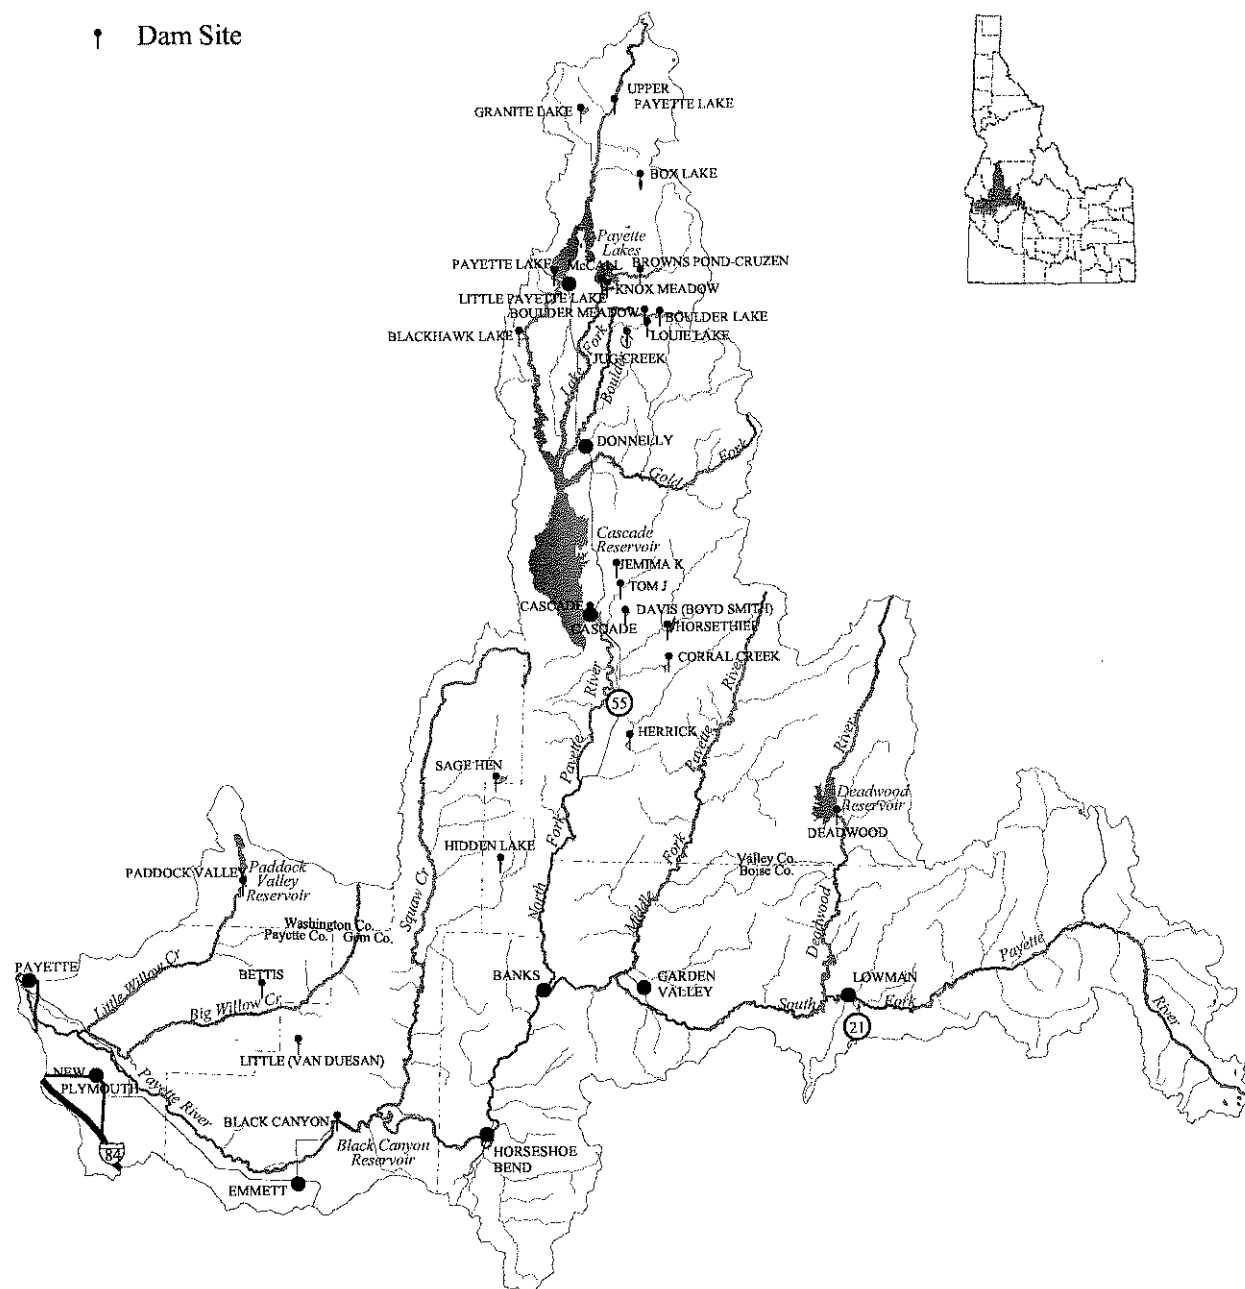 Dam Site
UPPER
PAYETTE LAKE
GRANITE LAKE
BOX LAKE
Payette
Lakes
PAYETTE LAKE
McCALL
BROWNS POND-CRUZEN
KNOX MEADOW
LITTLE PAYETTE LAKE
BOULDER MEADOWS
BOULDER LAKE
BLACKHAWK LAKE
LOUIE LAKE
JUG CREEK
Lake Fork
Boulder Cr
DONNELLY
Gold Fork
Cascade
Reservoir
JEMIMA K
TOM J
CASCADE
DAVIS (BOYD SMITH)
CASCADE
HORSETHIEF
CORRAL CREEK
55
HERRICK
North Fork Payette River
Middle Fork Payette River
SAGE HEN
Deadwood
Reservoir
DEADWOOD
Deadwood River
HIDDEN LAKE
Valley Co.
Boise Co.
PADDOCK VALLEY
Paddock
Valley
Reservoir
Squaw Cr
Washington Co.
Payette Co.
Gem Co.
PAYETTE
Little Willow Cr
BETTIS
Big Willow Cr
BANKS
GARDEN
VALLEY
LOWMAN
South Fork Payette River
21
LITTLE (VAN DUESAN)
NEW
PLYMOUTH
Payette River
84
BLACK CANYON
Black Canyon
Reservoir
HORSESHOE
BEND
EMMETT